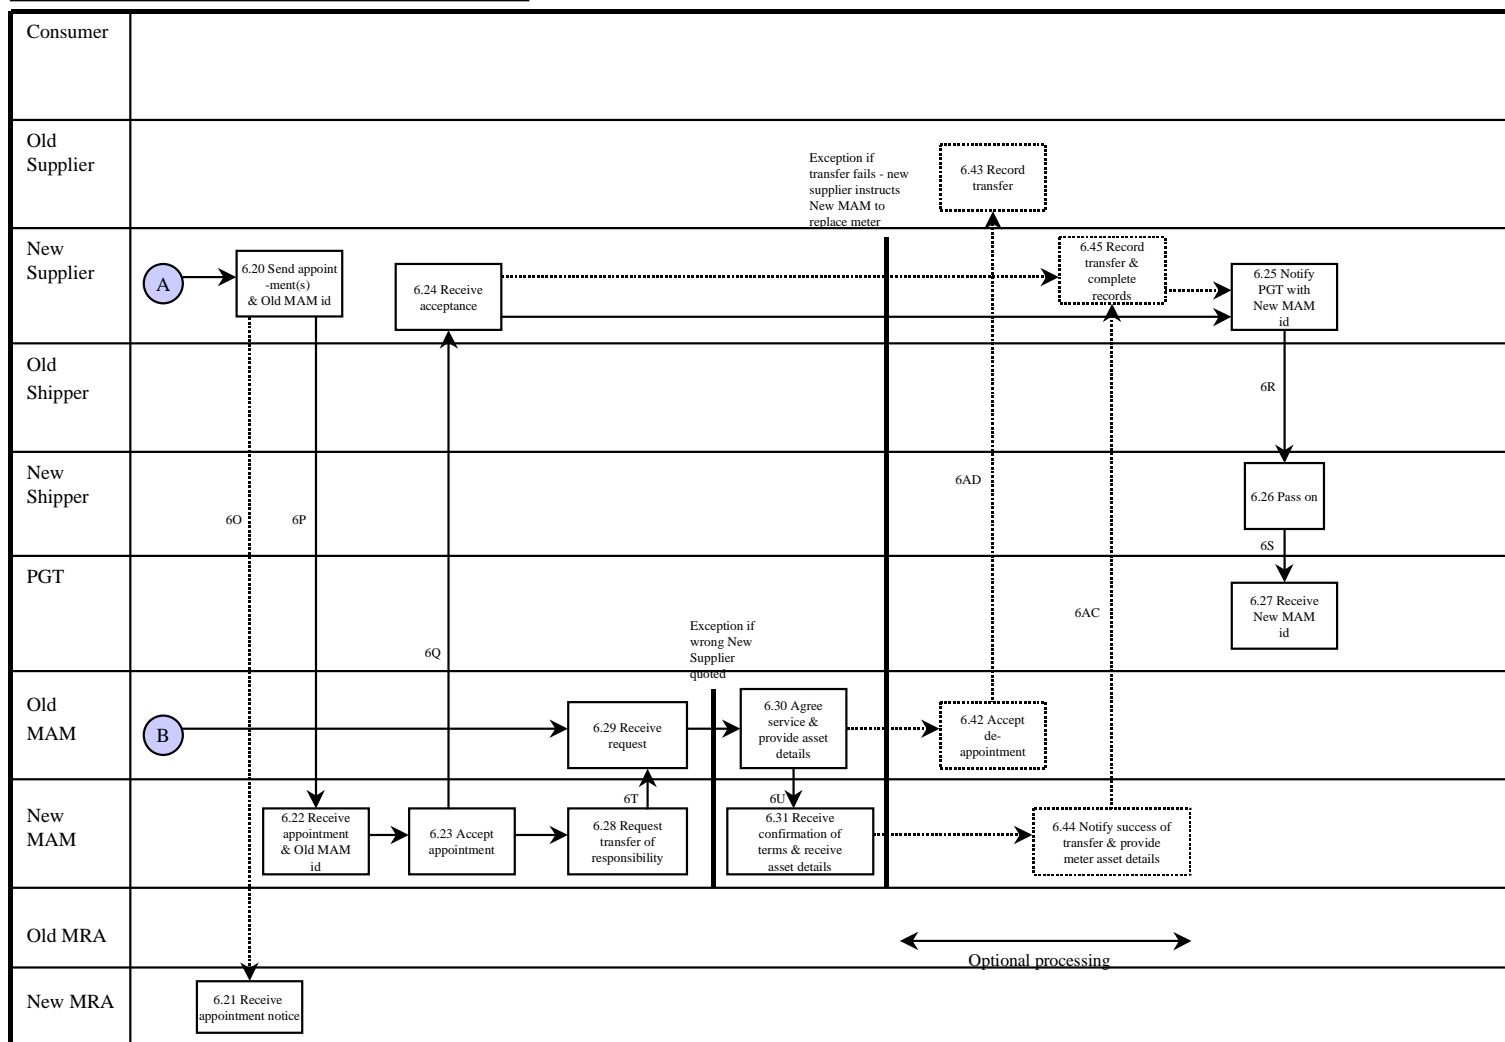 Consumer
Old
Supplier
Exception if
transfer fails - new
supplier instructs
New MAM to
replace meter
6.43 Record
transfer
New
Supplier
A
6.20 Send appoint
-ment(s)
& Old MAM id
6.24 Receive
acceptance
6.45 Record
transfer &
complete
records
6.25 Notify
PGT with
New MAM
id
Old
Shipper
6R
New
Shipper
6O
6P
6AD
6.26 Pass on
6S
PGT
6Q
Exception if
wrong New
Supplier
quoted
6AC
6.27 Receive
New MAM
id
Old
MAM
B
6.29 Receive
request
6.30 Agree
service &
provide asset
details
6.42 Accept
de-
appointment
New
MAM
6T
6U
6.22 Receive
appointment
& Old MAM
id
6.23 Accept
appointment
6.28 Request
transfer of
responsibility
6.31 Receive
confirmation of
terms & receive
asset details
6.44 Notify success of
transfer & provide
meter asset details
Old MRA
Optional processing
New MRA
6.21 Receive
appointment notice